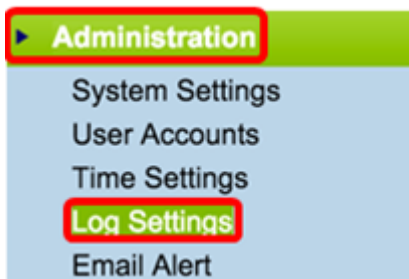 Administration
System Settings
User Accounts
Time Settings
Log Settings
Email Alert